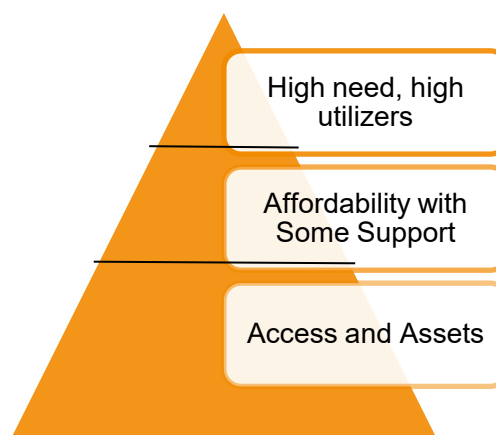 High need, high
utilizers
Affordability with
Some Support
Access and Assets